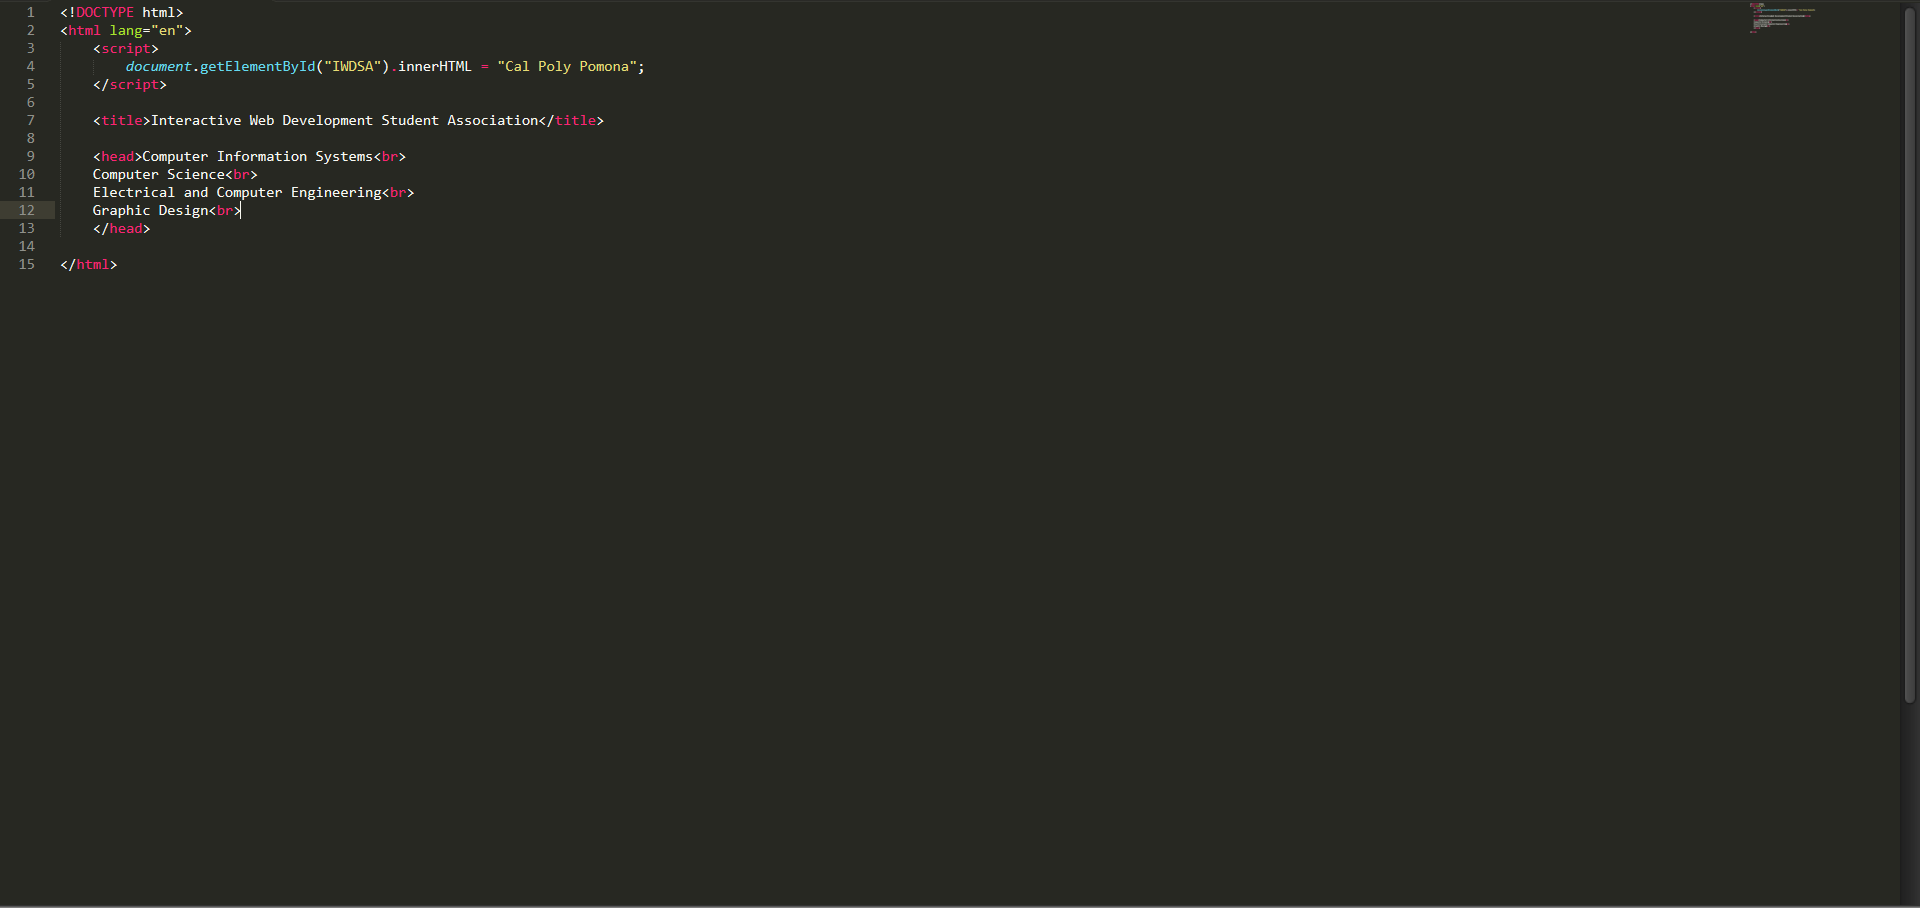 1 <!DOCTYPE html>
2 <html lang="en">
3 <script>
4 document.getElementById("IWDSA").innerHTML = "Cal Poly Pomona";
5 </script>
6
7 <title>Interactive Web Development Student Association</title>
8
9 <head>Computer Information Systems<br>
10 Computer Science<br>
11 Electrical and Computer Engineering<br>
12 Graphic Design<br>
13 </head>
14
15 </html>